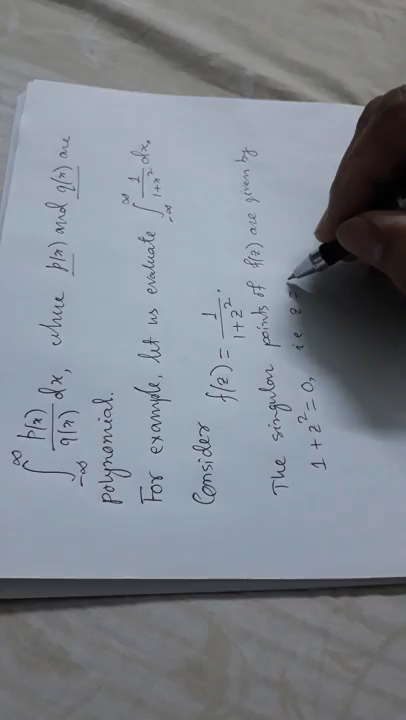 ∫_{-∞}^{∞} p(x)/q(x) dx, where p(x) and q(x) are
polynomial.
For example, let us evaluate ∫_{-∞}^{∞} 1/(1+x²) dx.
Consider f(z) = 1/(1+z²).
The singular points of f(z) are given by
1 + z² = 0, ie z